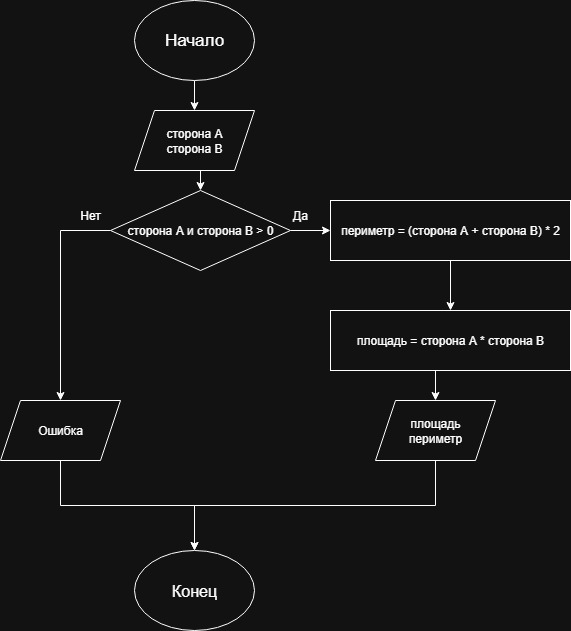 Начало
сторона А
сторона В
Нет
Да
сторона А и сторона В > 0
периметр = (сторона А + сторона В) * 2
площадь = сторона А * сторона В
Ошибка
площадь
периметр
Конец